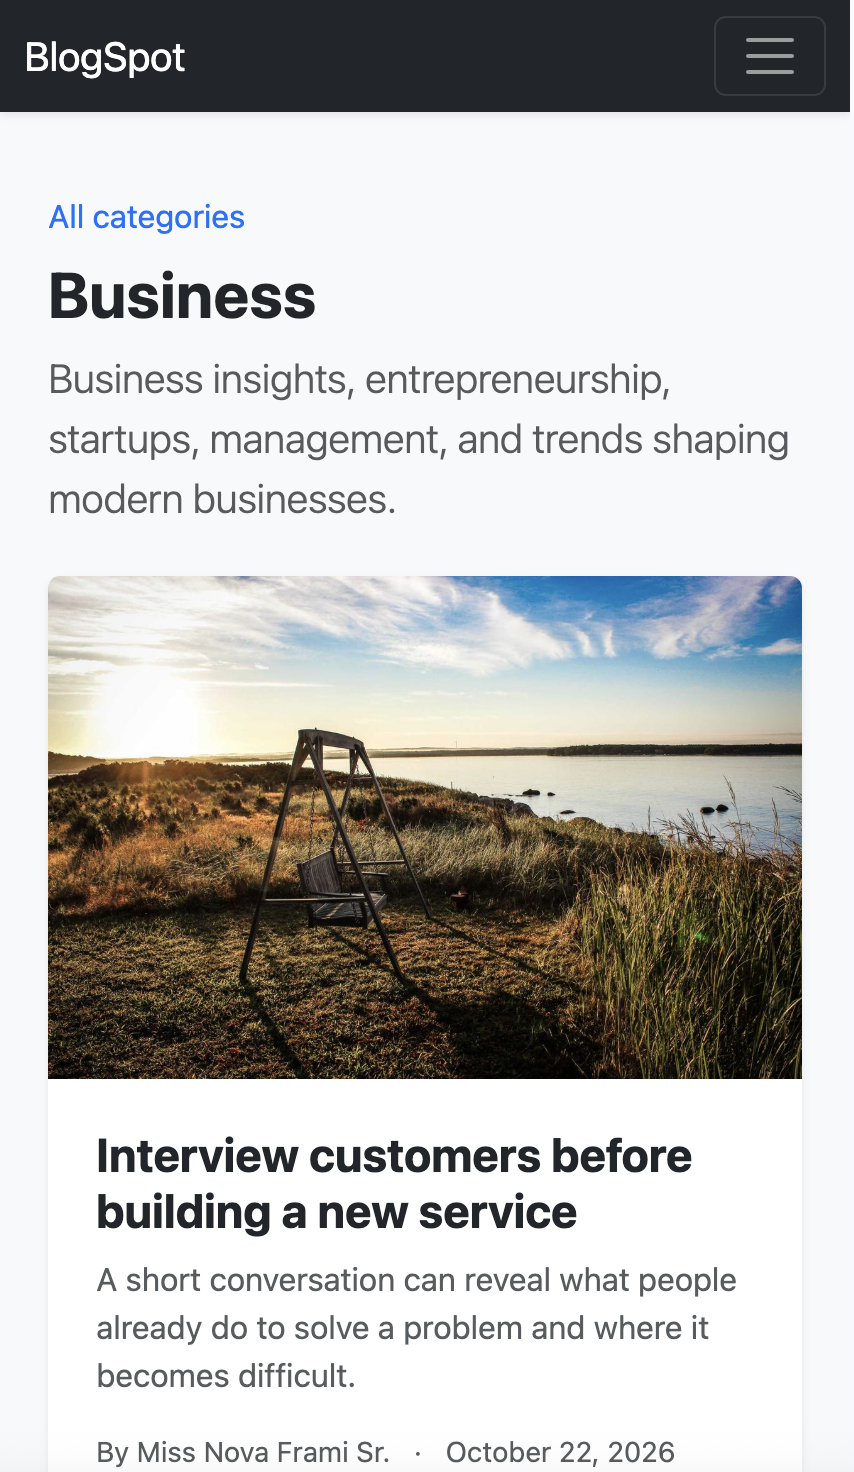 BlogSpot
All categories
Business
Business insights, entrepreneurship,
startups, management, and trends shaping
modern businesses.
Interview customers before
building a new service
A short conversation can reveal what people
already do to solve a problem and where it
becomes difficult.
By Miss Nova Frami Sr. · October 22, 2026